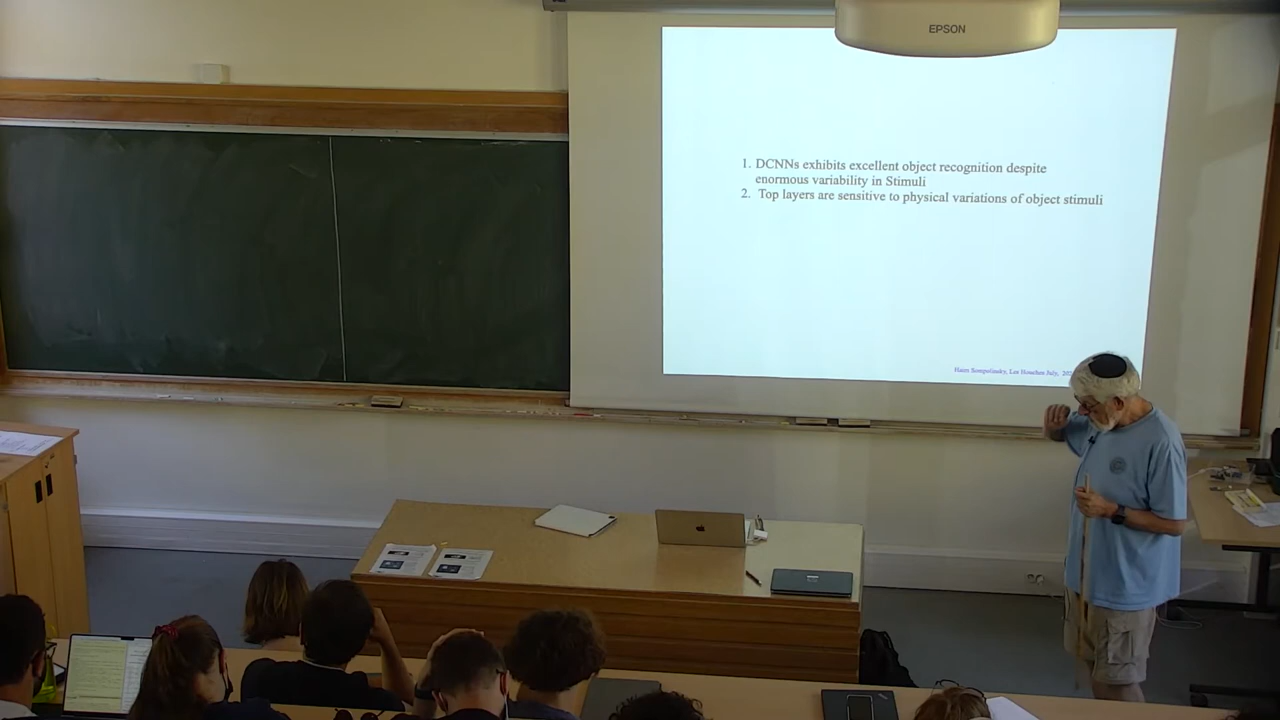 EPSON
1. DCNNs exhibits excellent object recognition despite
enormous variability in Stimuli
2. Top layers are sensitive to physical variations of object stimuli
Haim Sompolinsky, Les Houches July,